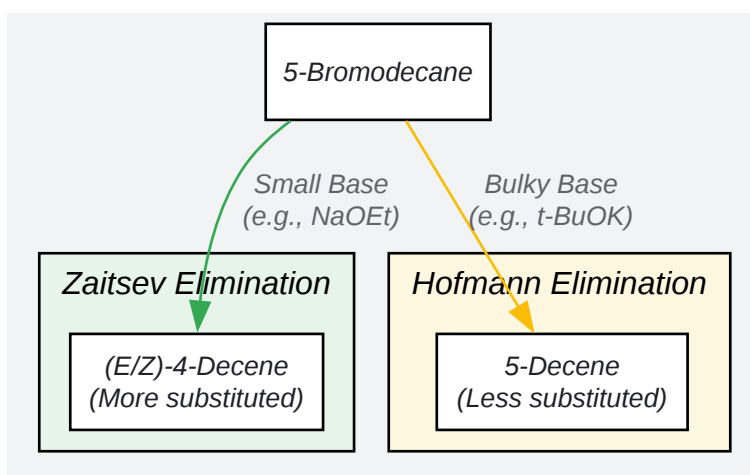 5-Bromodecane
Small Base
(e.g., NaOEt)
Bulky Base
(e.g., t-BuOK)
Zaitsev Elimination
Hofmann Elimination
(E/Z)-4-Decene
(More substituted)
5-Decene
(Less substituted)